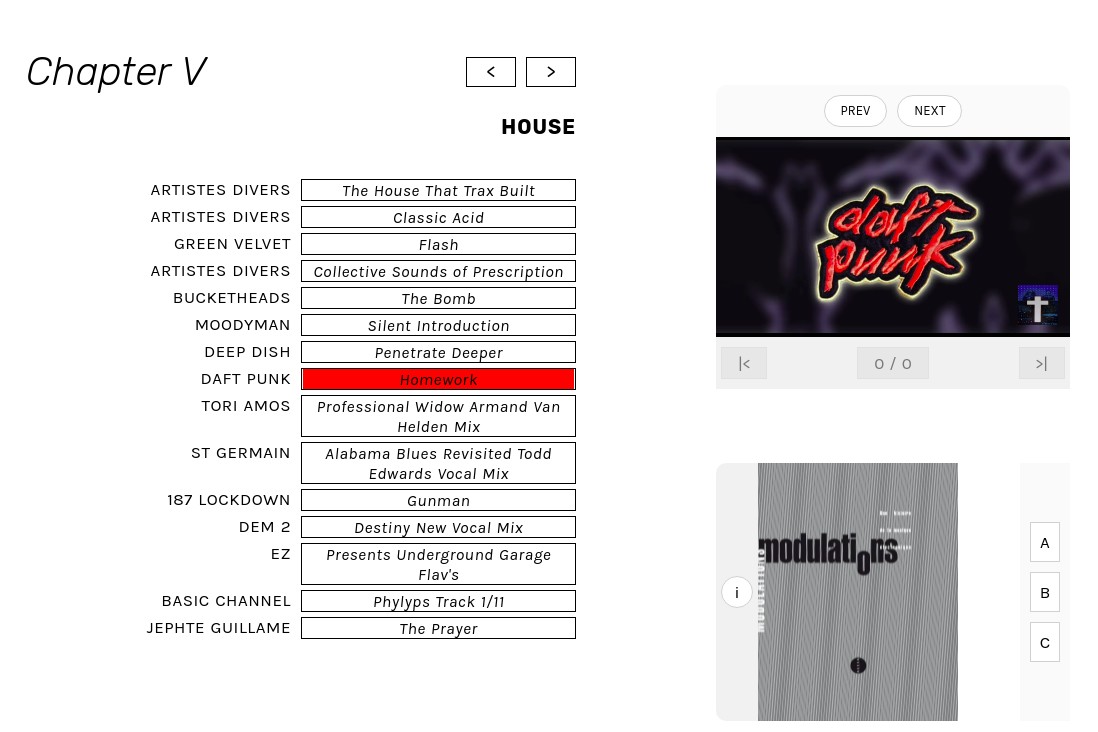 Chapter V
< >
HOUSE
ARTISTES DIVERS The House That Trax Built
ARTISTES DIVERS Classic Acid
GREEN VELVET Flash
ARTISTES DIVERS Collective Sounds of Prescription
BUCKETHEADS The Bomb
MOODYMAN Silent Introduction
DEEP DISH Penetrate Deeper
DAFT PUNK Homework
TORI AMOS Professional Widow Armand Van
Helden Mix
ST GERMAIN Alabama Blues Revisited Todd
Edwards Vocal Mix
187 LOCKDOWN Gunman
DEM 2 Destiny New Vocal Mix
EZ Presents Underground Garage
Flav's
BASIC CHANNEL Phylyps Track 1/11
JEPHTE GUILLAME The Prayer
PREV NEXT
daft
punk
|< 0 / 0 >|
modulations
i
A
B
C